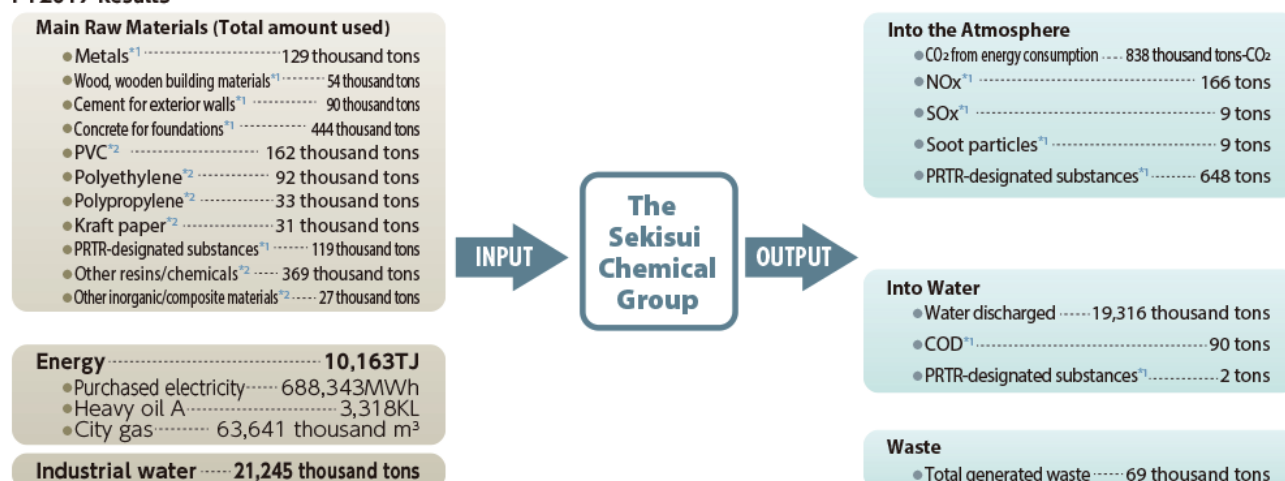 Main Raw Materials (Total amount used)
●Metals*1 129 thousand tons
●Wood, wooden building materials*1 54 thousand tons
●Cement for exterior walls*1 90 thousand tons
●Concrete for foundations*1 444 thousand tons
●PVC*2 162 thousand tons
●Polyethylene*2 92 thousand tons
●Polypropylene*2 33 thousand tons
●Kraft paper*2 31 thousand tons
●PRTR-designated substances*1 119 thousand tons
●Other resins/chemicals*2 369 thousand tons
●Other inorganic/composite materials*2 27 thousand tons
Energy 10,163TJ
●Purchased electricity 688,343MWh
●Heavy oil A 3,318KL
●City gas 63,641 thousand m³
Industrial water 21,245 thousand tons
INPUT
The
Sekisui
Chemical
Group
OUTPUT
Into the Atmosphere
●CO₂ from energy consumption 838 thousand tons-CO₂
●NOx*1 166 tons
●SOx*1 9 tons
●Soot particles*1 9 tons
●PRTR-designated substances*1 648 tons
Into Water
●Water discharged 19,316 thousand tons
●COD*1 90 tons
●PRTR-designated substances*1 2 tons
Waste
●Total generated waste 69 thousand tons